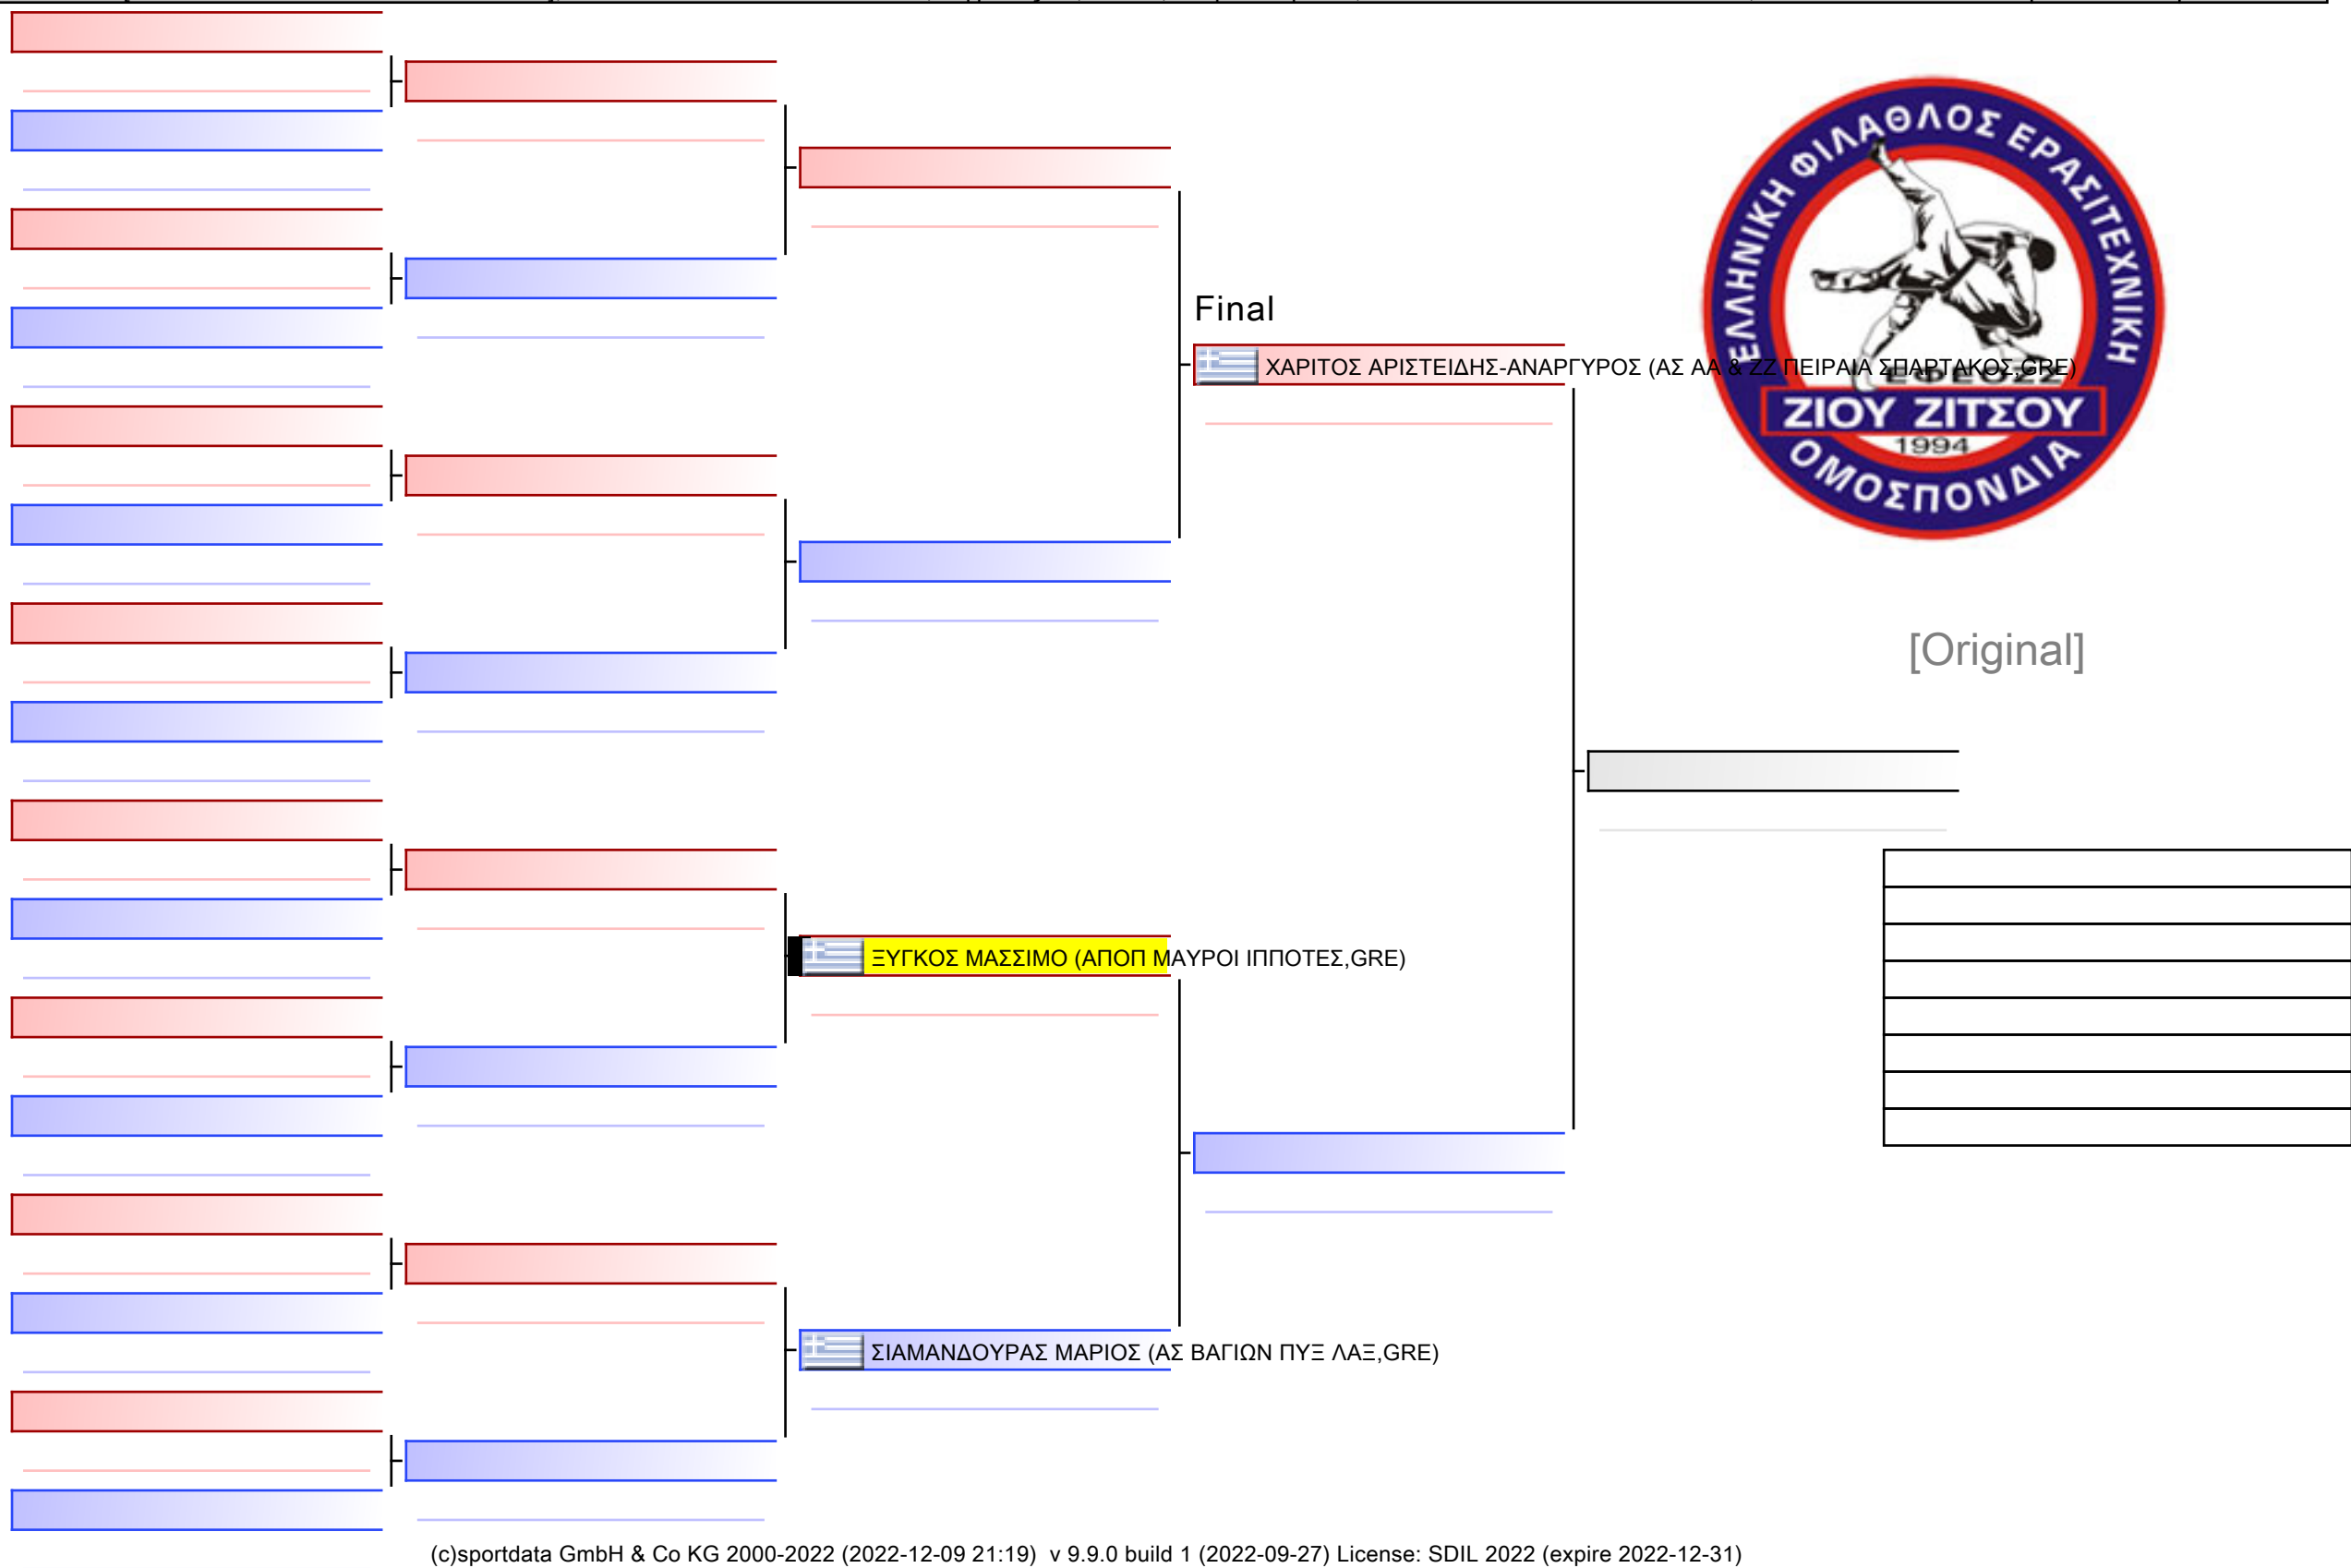 ΕΛΛΗΝΙΚΗ ΦΙΛΑΘΛΟΣ ΕΡΑΣΙΤΕΧΝΙΚΗ
Final
ΧΑΡΙΤΟΣ ΑΡΙΣΤΕΙΔΗΣ-ΑΝΑΡΓΥΡΟΣ (ΑΣ ΑΑ & ΖΖ ΠΕΙΡΑΙΑ ΣΠΑΡΤΑΚΟΣ,GRE)
ΖΙΟΥ ΖΙΤΣΟΥ
1994
ΟΜΟΣΠΟΝΔΙΑ
[Original]
ΞΥΓΚΟΣ ΜΑΣΣΙΜΟ (ΑΠΟΠ ΜΑΥΡΟΙ ΙΠΠΟΤΕΣ,GRE)
ΣΙΑΜΑΝΔΟΥΡΑΣ ΜΑΡΙΟΣ (ΑΣ ΒΑΓΙΩΝ ΠΥΞ ΛΑΞ,GRE)
(c)sportdata GmbH & Co KG 2000-2022 (2022-12-09 21:19) v 9.9.0 build 1 (2022-09-27) License: SDIL 2022 (expire 2022-12-31)